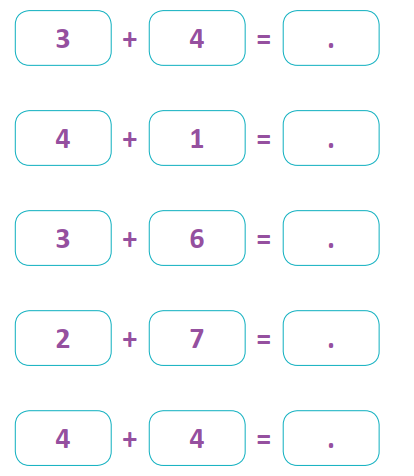 3 + 4 = .
4 + 1 = .
3 + 6 = .
2 + 7 = .
4 + 4 = .